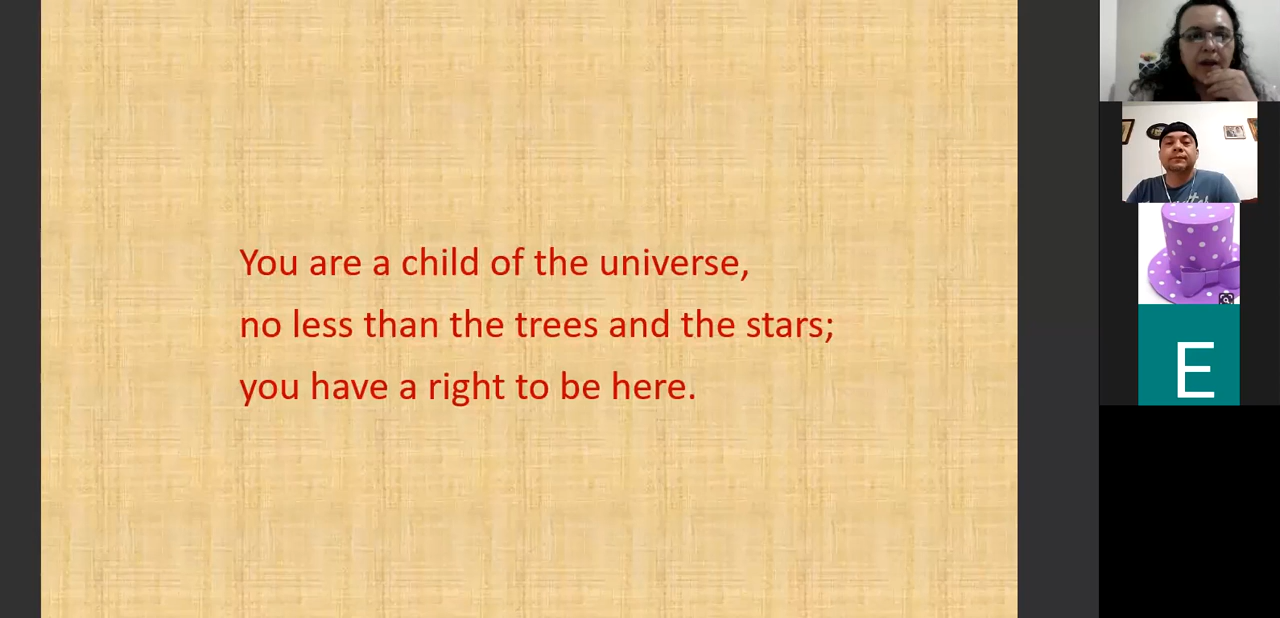 You are a child of the universe,
no less than the trees and the stars;
you have a right to be here.
E